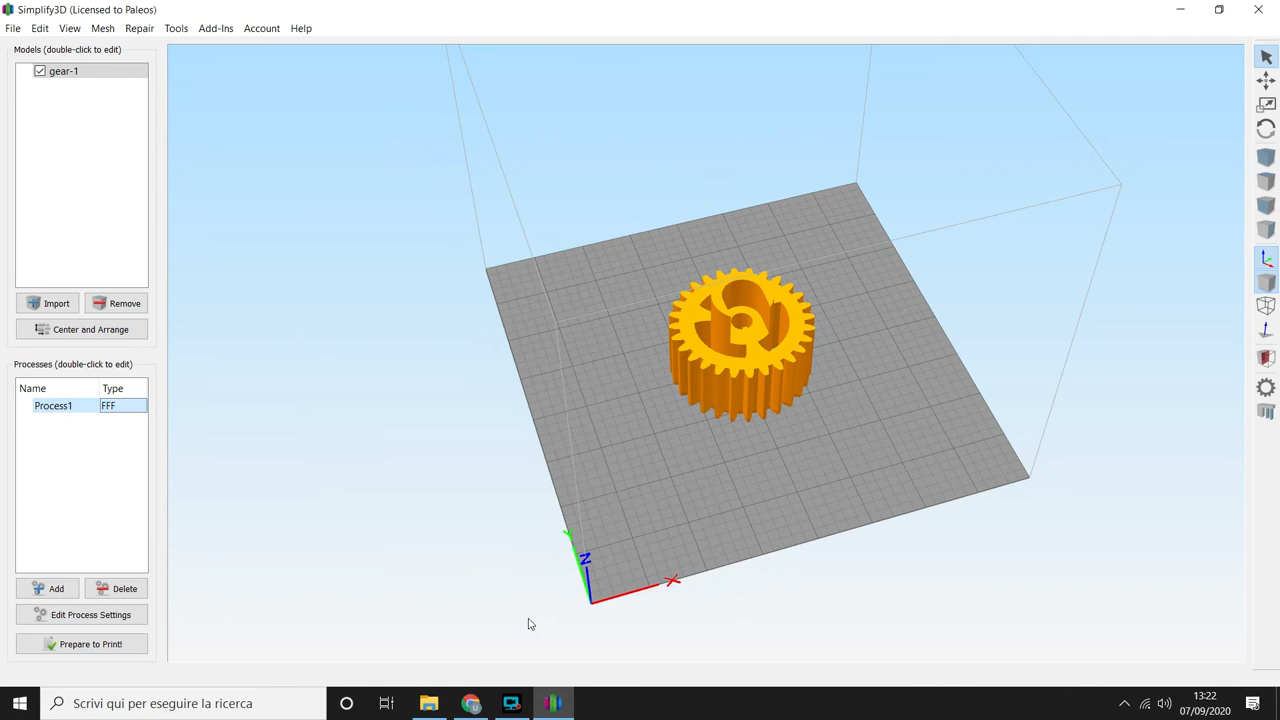 Simplify3D (Licensed to Paleos)
File Edit View Mesh Repair Tools Add-Ins Account Help
Models (double-click to edit)
gear-1
Import Remove
Center and Arrange
Processes (double-click to edit)
Name Type
Process1 FFF
Add Delete
Edit Process Settings
Prepare to Print!
X
Y
Z
Scrivi qui per eseguire la ricerca
13:22
07/09/2020